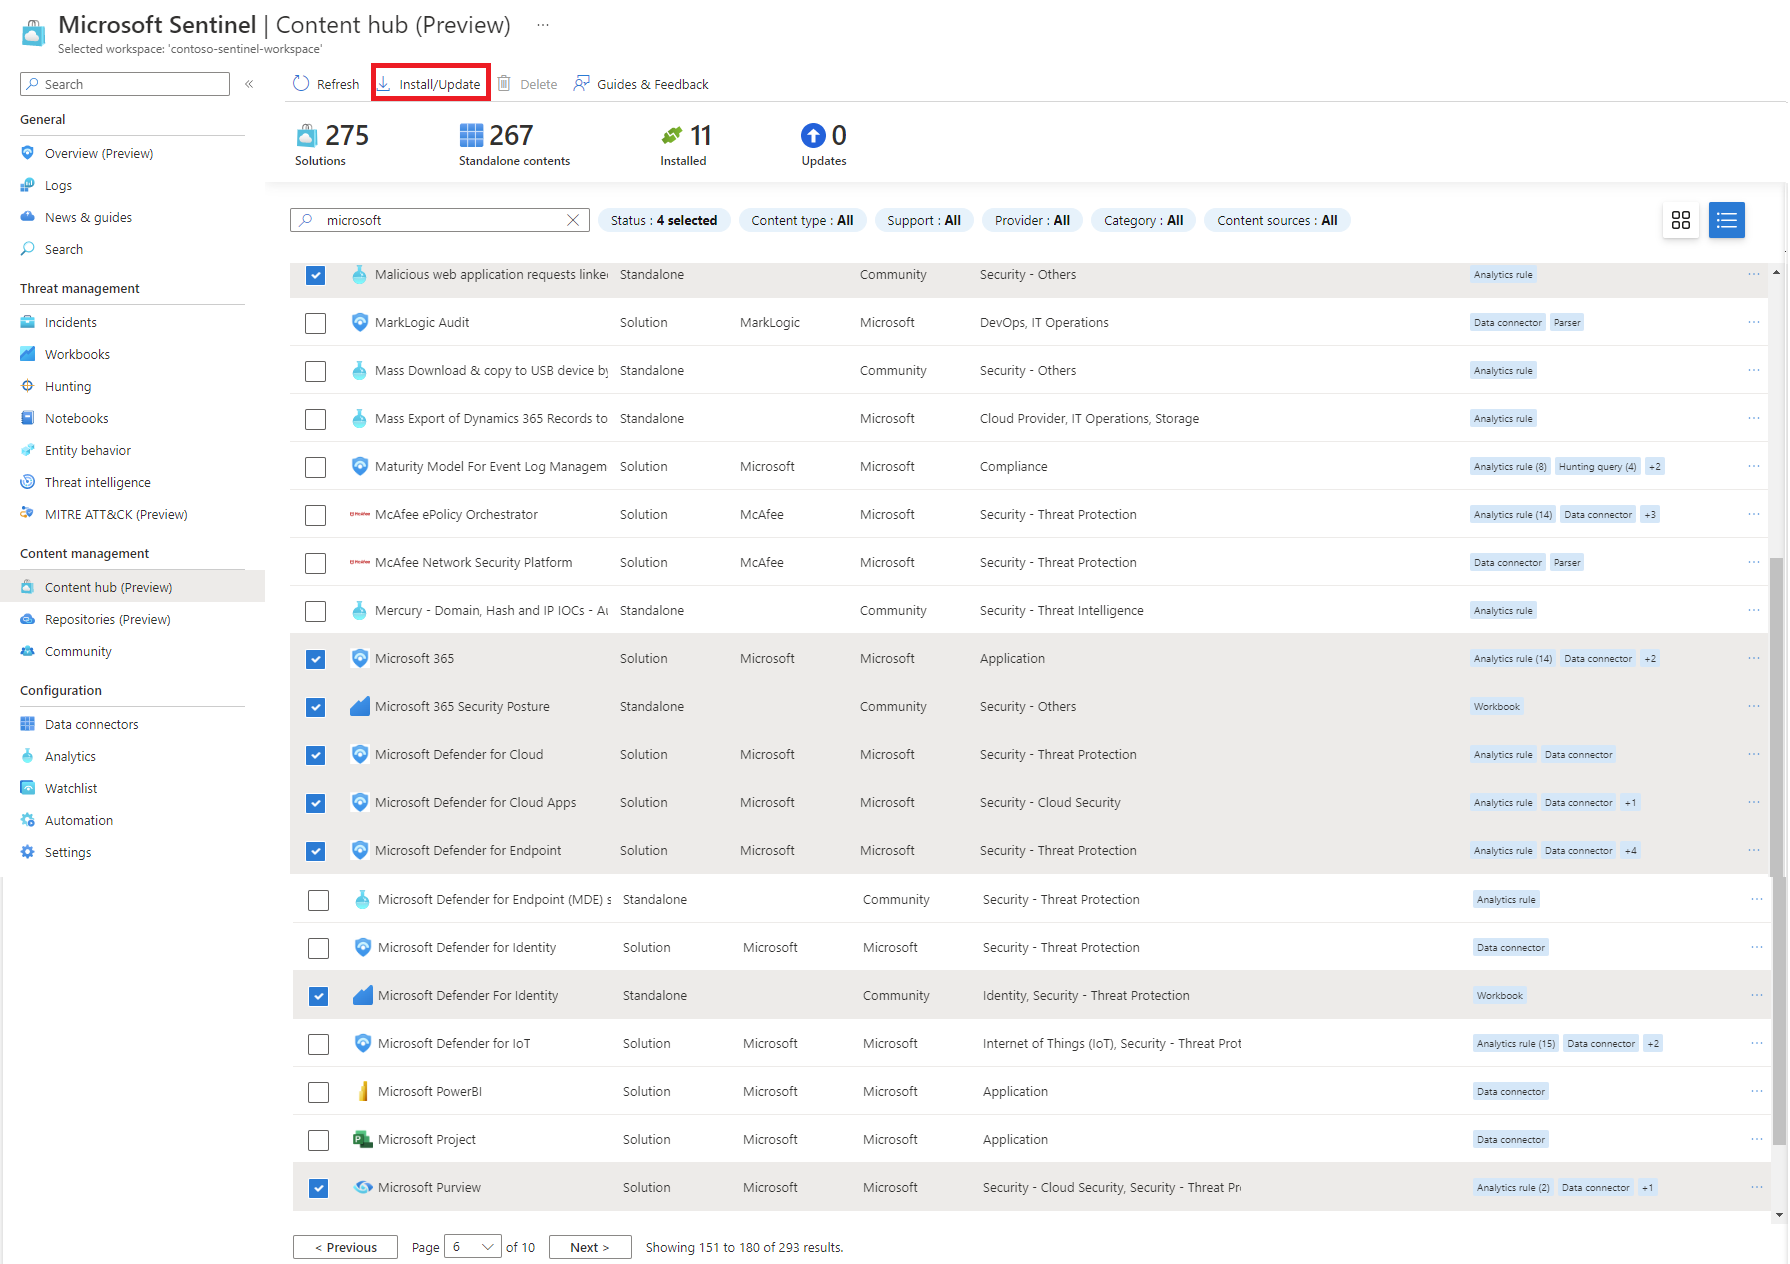 Microsoft Sentinel | Content hub (Preview) ...
Selected workspace: 'contoso-sentinel-workspace'
Search «
Refresh Install/Update Delete Guides & Feedback
275 267 11 0
Solutions Standalone contents Installed Updates
General
Overview (Preview)
Logs
News & guides
Search
Threat management
Incidents
Workbooks
Hunting
Notebooks
Entity behavior
Threat intelligence
MITRE ATT&CK (Preview)
Content management
Content hub (Preview)
Repositories (Preview)
Community
Configuration
Data connectors
Analytics
Watchlist
Automation
Settings
microsoft Status : 4 selected Content type : All Support : All Provider : All Category : All Content sources : All
Malicious web application requests linke Standalone Community Security - Others Analytics rule ...
MarkLogic Audit Solution MarkLogic Microsoft DevOps, IT Operations Data connector Parser ...
Mass Download & copy to USB device by Standalone Community Security - Others Analytics rule ...
Mass Export of Dynamics 365 Records to Standalone Microsoft Cloud Provider, IT Operations, Storage Analytics rule ...
Maturity Model For Event Log Managem Solution Microsoft Microsoft Compliance Analytics rule (8) Hunting query (4) +2 ...
McAfee McAfee ePolicy Orchestrator Solution McAfee Microsoft Security - Threat Protection Analytics rule (14) Data connector +3 ...
McAfee McAfee Network Security Platform Solution McAfee Microsoft Security - Threat Protection Data connector Parser ...
Mercury - Domain, Hash and IP IOCs - Au Standalone Community Security - Threat Intelligence Analytics rule ...
Microsoft 365 Solution Microsoft Microsoft Application Analytics rule (14) Data connector +2 ...
Microsoft 365 Security Posture Standalone Community Security - Others Workbook ...
Microsoft Defender for Cloud Solution Microsoft Microsoft Security - Threat Protection Analytics rule Data connector ...
Microsoft Defender for Cloud Apps Solution Microsoft Microsoft Security - Cloud Security Analytics rule Data connector +1 ...
Microsoft Defender for Endpoint Solution Microsoft Microsoft Security - Threat Protection Analytics rule Data connector +4 ...
Microsoft Defender for Endpoint (MDE) s Standalone Community Security - Threat Protection Analytics rule ...
Microsoft Defender for Identity Solution Microsoft Microsoft Security - Threat Protection Data connector ...
Microsoft Defender For Identity Standalone Community Identity, Security - Threat Protection Workbook ...
Microsoft Defender for IoT Solution Microsoft Microsoft Internet of Things (IoT), Security - Threat Prot Analytics rule (15) Data connector +2 ...
Microsoft PowerBI Solution Microsoft Microsoft Application Data connector ...
P Microsoft Project Solution Microsoft Microsoft Application Data connector ...
Microsoft Purview Solution Microsoft Microsoft Security - Cloud Security, Security - Threat Pr Analytics rule (2) Data connector +1 ...
< Previous Page 6 of 10 Next > Showing 151 to 180 of 293 results.